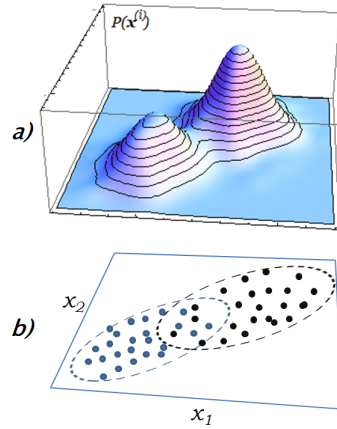 P(x⁽ⁱ⁾)
a)
b)
x₂
x₁